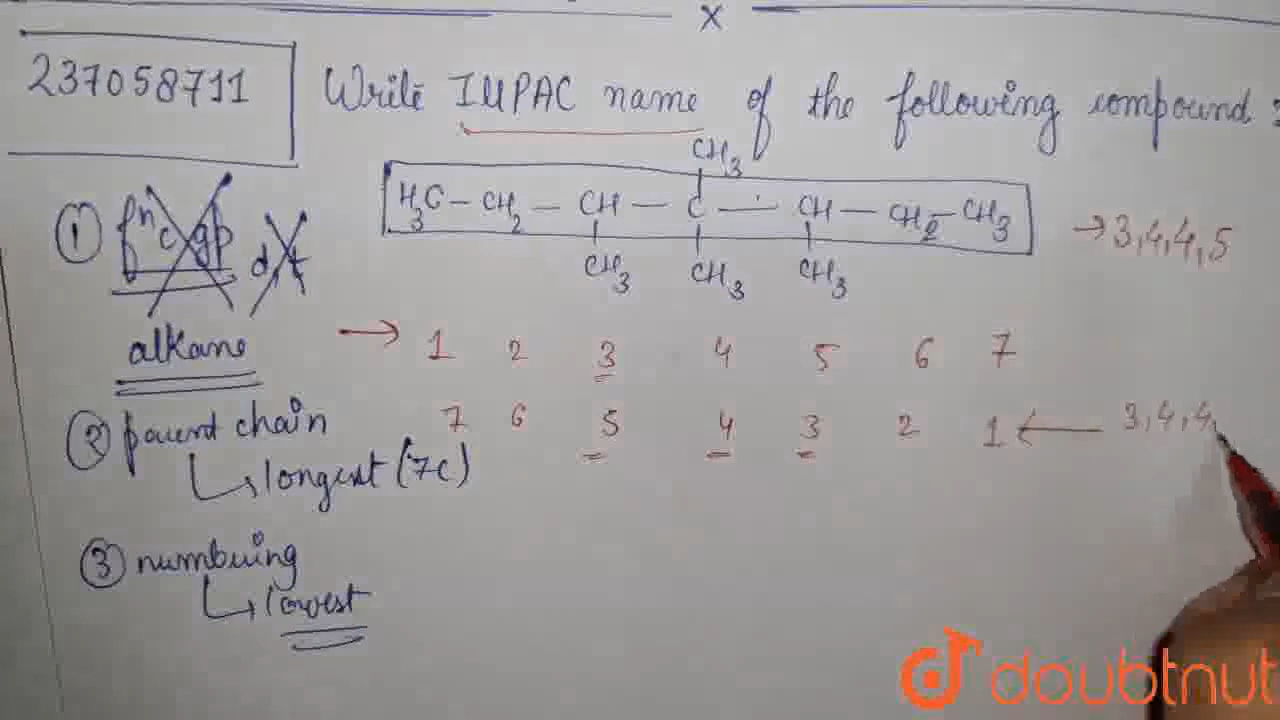 x
237058711
Write IUPAC name of the following compound :
CH3
H3C – CH2 – CH – C – CH – CH2 – CH3
CH3 CH3 CH3
→ 3,4,4,5
① fnc gp d,t
alkane
→ 1 2 3 4 5 6 7
② parent chain
longest (7C)
7 6 5 4 3 2 1 ← 3,4,4,
③ numbering
lowest
doubtnut